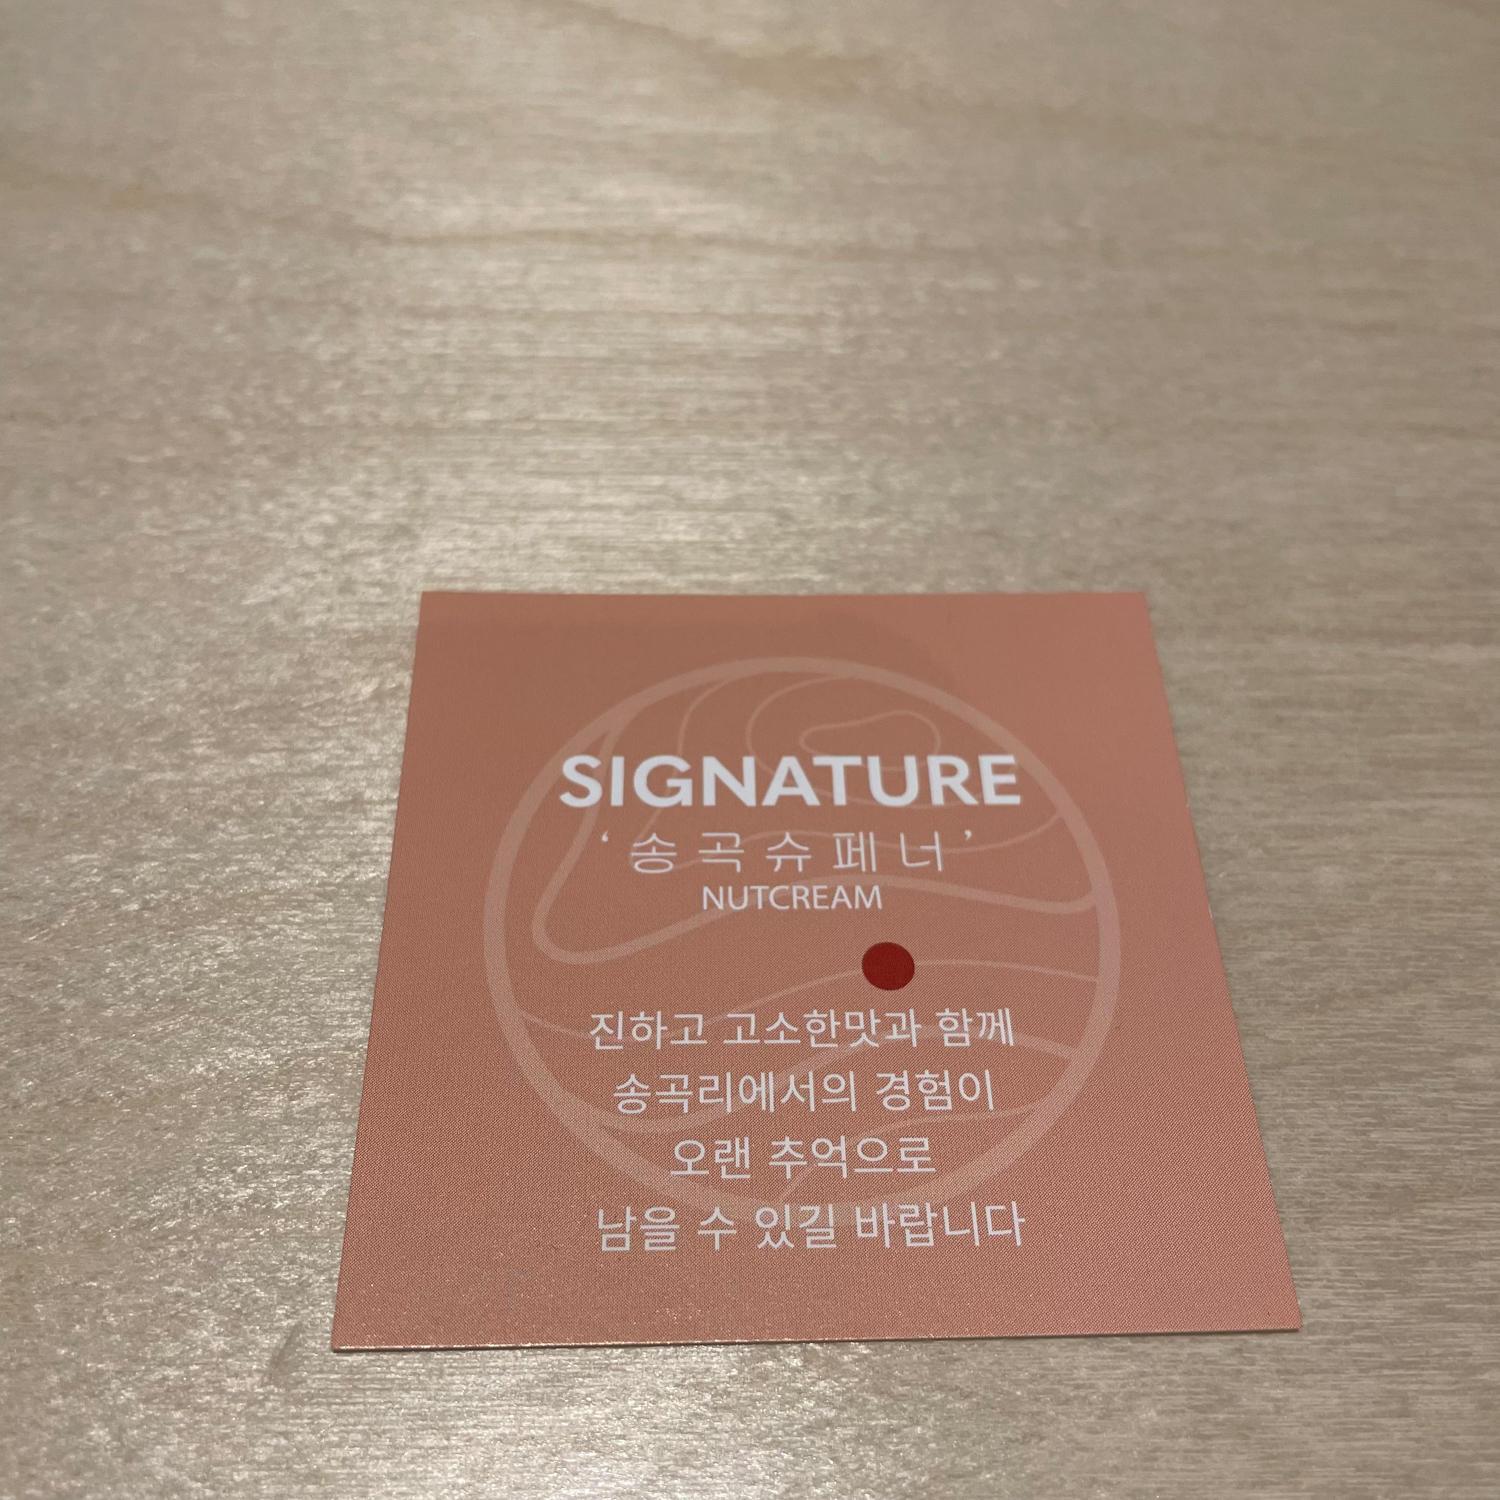 SIGNATURE
‘송곡슈페너’
NUTCREAM
진하고 고소한맛과 함께
송곡리에서의 경험이
오랜 추억으로
남을 수 있길 바랍니다